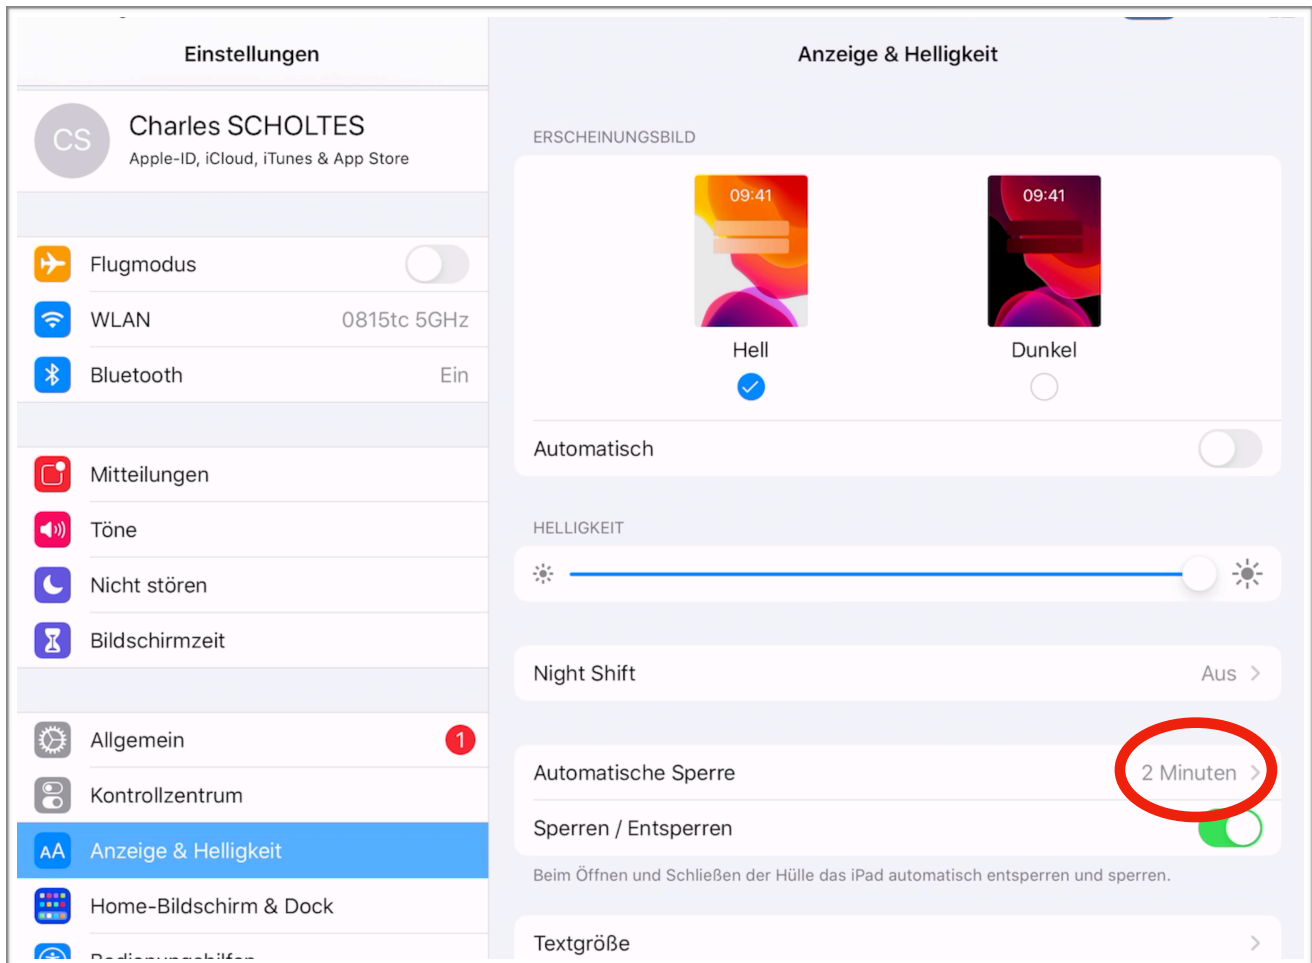 Einstellungen
CS
Charles SCHOLTES
Apple-ID, iCloud, iTunes & App Store
Flugmodus
WLAN 0815tc 5GHz
Bluetooth Ein
Mitteilungen
Töne
Nicht stören
Bildschirmzeit
Allgemein 1
Kontrollzentrum
AA Anzeige & Helligkeit
Home-Bildschirm & Dock
Anzeige & Helligkeit
ERSCHEINUNGSBILD
09:41 09:41
Hell Dunkel
Automatisch
HELLIGKEIT
Night Shift Aus
Automatische Sperre 2 Minuten
Sperren / Entsperren
Beim Öffnen und Schließen der Hülle das iPad automatisch entsperren und sperren.
Textgröße